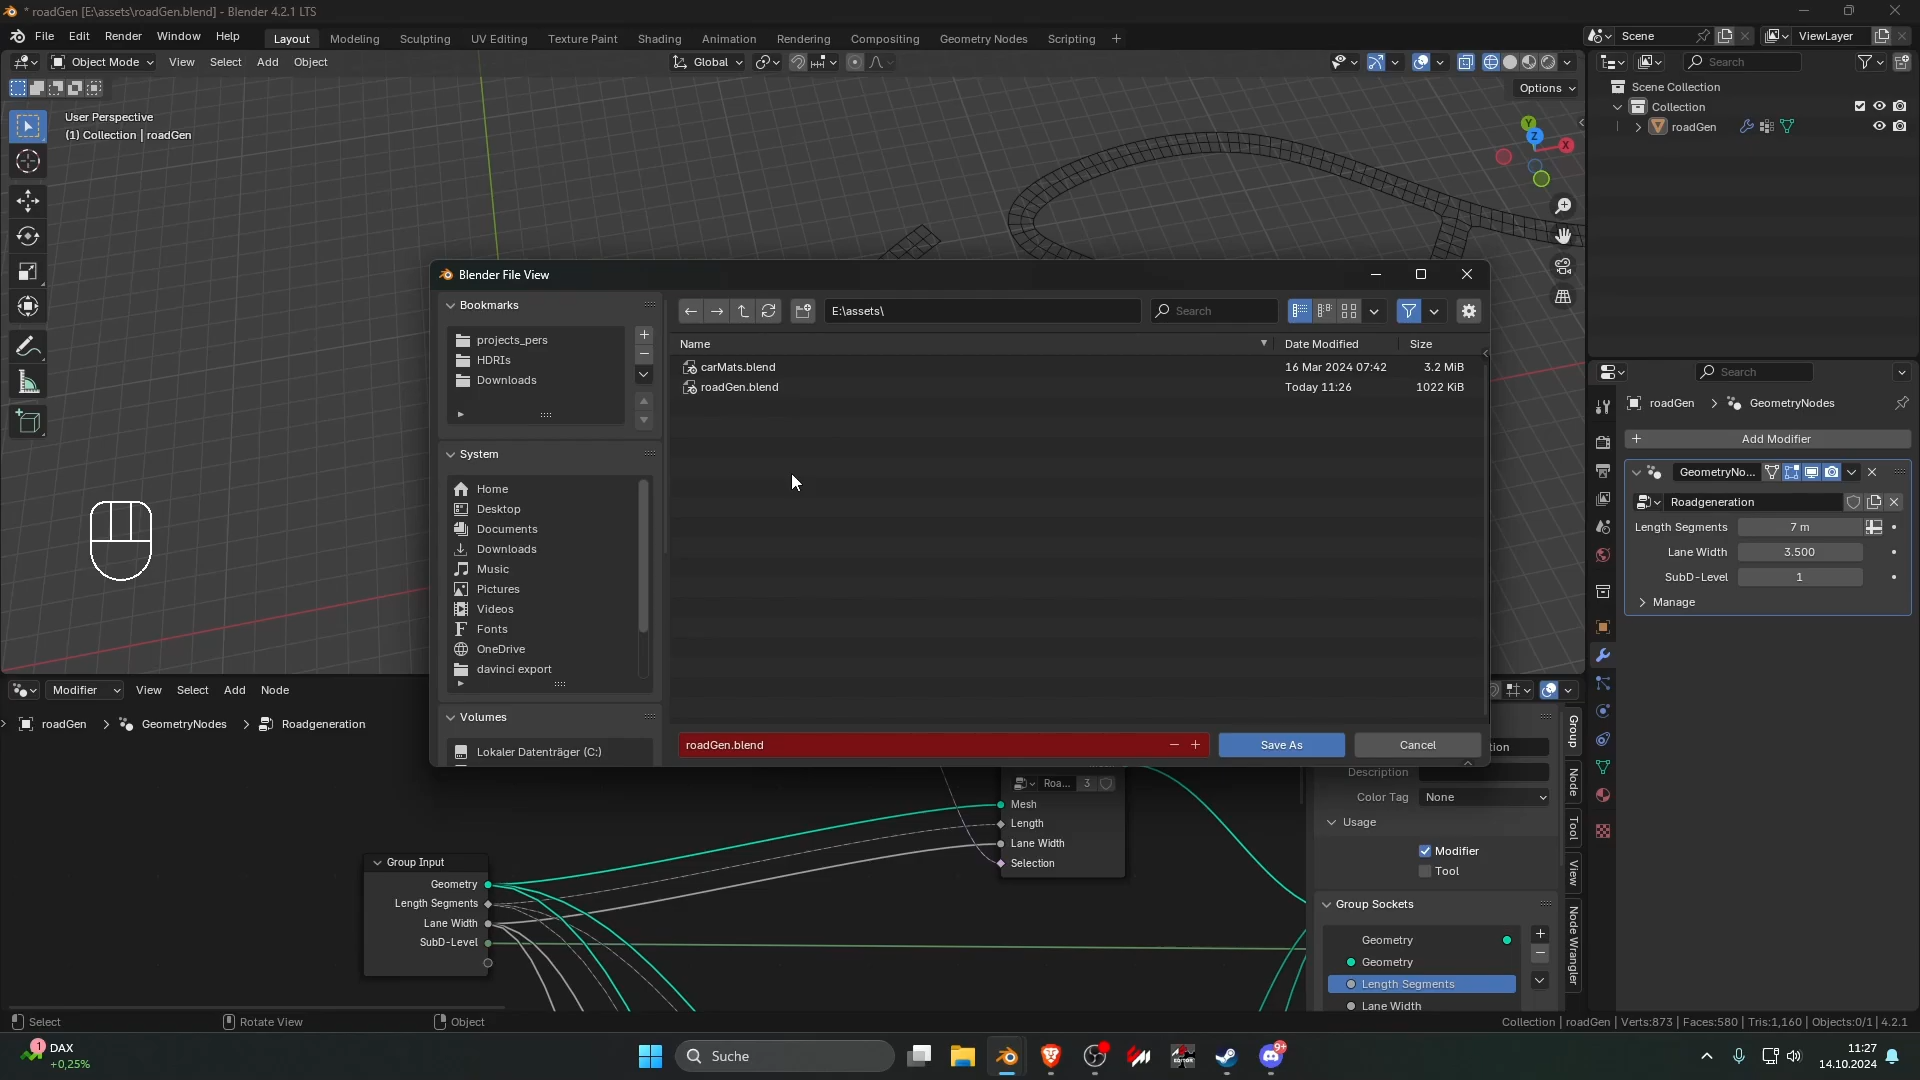 * roadGen [E:\assets\roadGen.blend] - Blender 4.2.1 LTS
File Edit Render Window Help Layout Modeling Sculpting UV Editing Texture Paint Shading Animation Rendering Compositing Geometry Nodes Scripting + Scene ViewLayer
Object Mode View Select Add Object Global Search
Options
User Perspective
(1) Collection | roadGen
Y
Z
X
Scene Collection
Collection
roadGen
Blender File View
Bookmarks
projects_pers
HDRIs
Downloads
System
Home
Desktop
Documents
Downloads
Music
Pictures
Videos
Fonts
OneDrive
davinci export
Volumes
Lokaler Datenträger (C:)
E:\assets\
Search
Name Date Modified Size
carMats.blend 16 Mar 2024 07:42 3.2 MiB
roadGen.blend Today 11:26 1022 KiB
roadGen.blend
Save As
Cancel
Search
roadGen > GeometryNodes
+ Add Modifier
GeometryNo...
Roadgeneration
Length Segments 7 m
Lane Width 3.500
SubD-Level 1
Manage
Modifier View Select Add Node
roadGen > GeometryNodes > Roadgeneration
Group Input
Geometry
Length Segments
Lane Width
SubD-Level
Roa... 3
Mesh
Length
Lane Width
Selection
tion
Description
Color Tag None
Usage
Modifier
Tool
Group Sockets
Geometry
Geometry
Length Segments
Lane Width
Group
Node
Tool
View
Node Wrangler
Select Rotate View Object
Collection | roadGen | Verts:873 | Faces:580 | Tris:1,160 | Objects:0/1 | 4.2.1
1
DAX
+0,25%
Suche
EDITOR
9+
11:27
14.10.2024